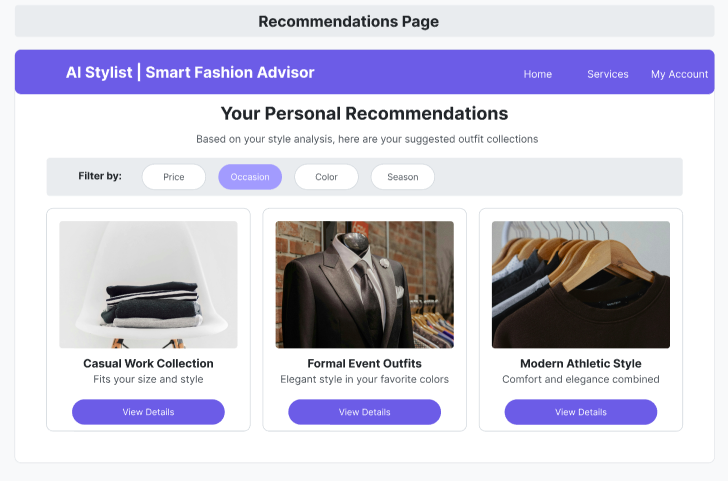 Recommendations Page
AI Stylist | Smart Fashion Advisor
Home Services My Account
Your Personal Recommendations
Based on your style analysis, here are your suggested outfit collections
Filter by: Price Occasion Color Season
Casual Work Collection
Fits your size and style
View Details
Formal Event Outfits
Elegant style in your favorite colors
View Details
Modern Athletic Style
Comfort and elegance combined
View Details